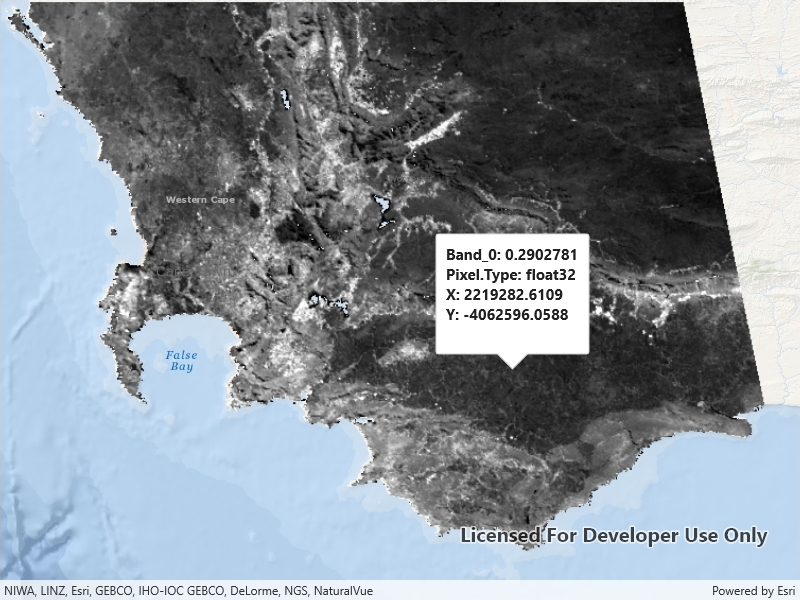 Western Cape
Band_0: 0.2902781
Pixel.Type: float32
X: 2219282.6109
Y: -4062596.0588
False
Bay
Licensed For Developer Use Only
NIWA, LINZ, Esri, GEBCO, IHO-IOC GEBCO, DeLorme, NGS, NaturalVue
Powered by Esri